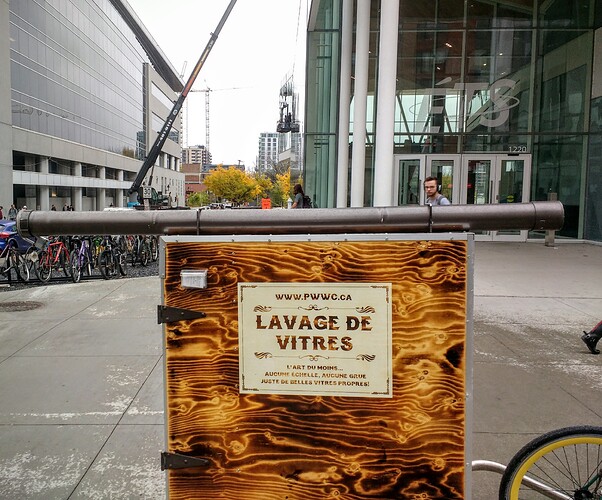 ÉTS
1220
WWW.PWWC.CA
LAVAGE DE
VITRES
L'ART DU MOINS...
AUCUNE ÉCHELLE, AUCUNE GRUE
JUSTE DE BELLES VITRES PROPRES!